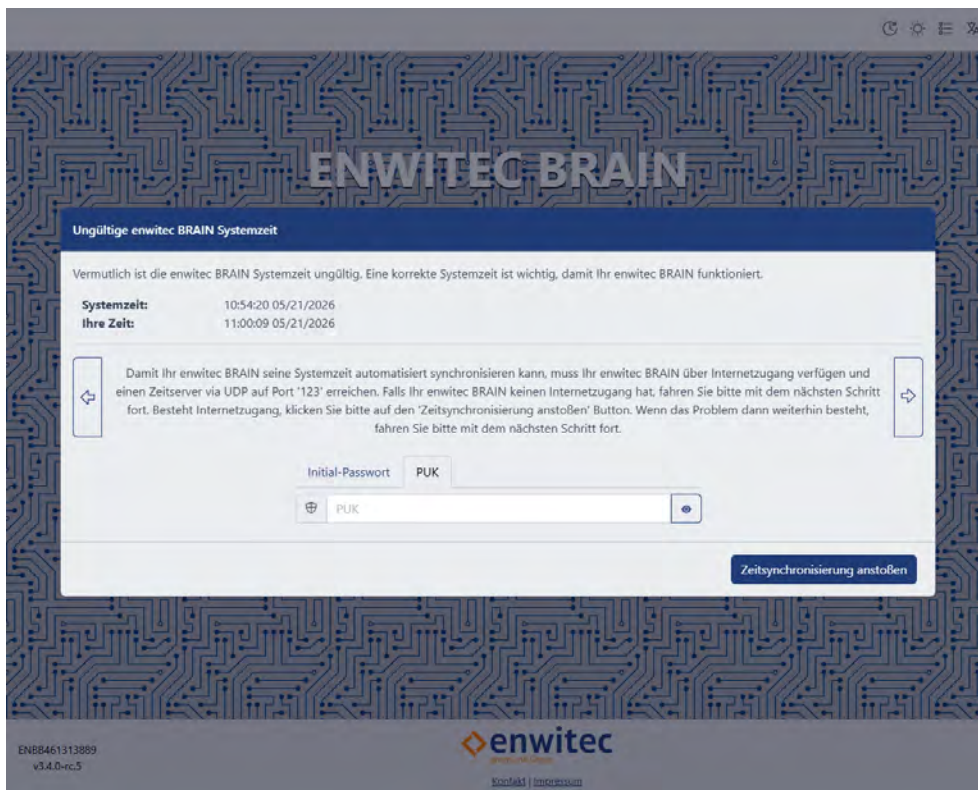 ENWITEC BRAIN
Ungültige enwitec BRAIN Systemzeit
Vermutlich ist die enwitec BRAIN Systemzeit ungültig. Eine korrekte Systemzeit ist wichtig, damit Ihr enwitec BRAIN funktioniert.
Systemzeit: 10:54:20 05/21/2026
Ihre Zeit: 11:00:09 05/21/2026
Damit Ihr enwitec BRAIN seine Systemzeit automatisiert synchronisieren kann, muss Ihr enwitec BRAIN über Internetzugang verfügen und
einen Zeitserver via UDP auf Port '123' erreichen. Falls Ihr enwitec BRAIN keinen Internetzugang hat, fahren Sie bitte mit dem nächsten Schritt
fort. Besteht Internetzugang, klicken Sie bitte auf den 'Zeitsynchronisierung anstoßen' Button. Wenn das Problem dann weiterhin besteht,
fahren Sie bitte mit dem nächsten Schritt fort.
Initial-Passwort PUK
PUK
Zeitsynchronisierung anstoßen
ENB8461313889
v3.4.0-rc.5
enwitec
Kontakt | Impressum